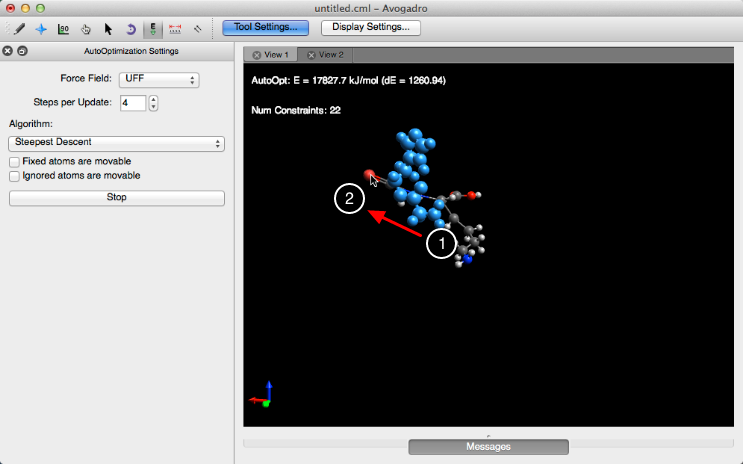 untitled.cml – Avogadro
90
E
Tool Settings...
Display Settings...
AutoOptimization Settings
Force Field: UFF
Steps per Update: 4
Algorithm:
Steepest Descent
Fixed atoms are movable
Ignored atoms are movable
Stop
View 1
View 2
AutoOpt: E = 17827.7 kJ/mol (dE = 1260.94)
Num Constraints: 22
2
1
Messages